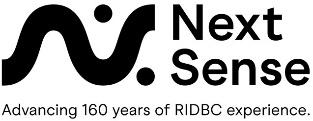 Next
Sense
Advancing 160 years of RIDBC experience.